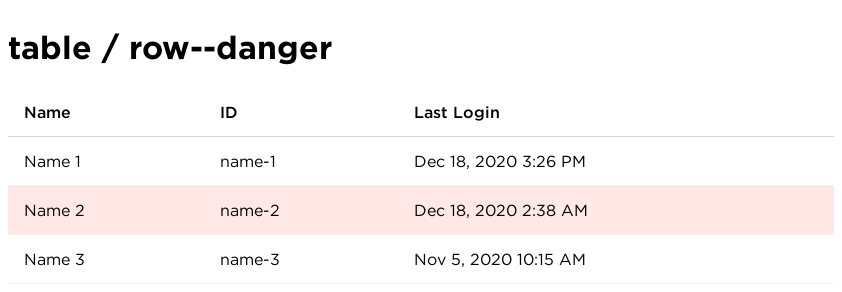 table / row--danger
Name ID Last Login
Name 1 name-1 Dec 18, 2020 3:26 PM
Name 2 name-2 Dec 18, 2020 2:38 AM
Name 3 name-3 Nov 5, 2020 10:15 AM